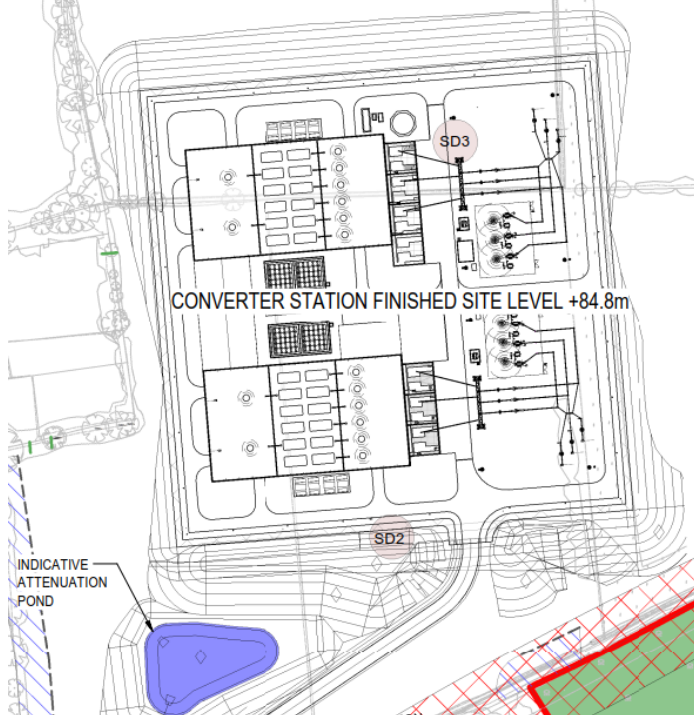 SD3
CONVERTER STATION FINISHED SITE LEVEL +84.8m
SD2
INDICATIVE
ATTENUATION
POND